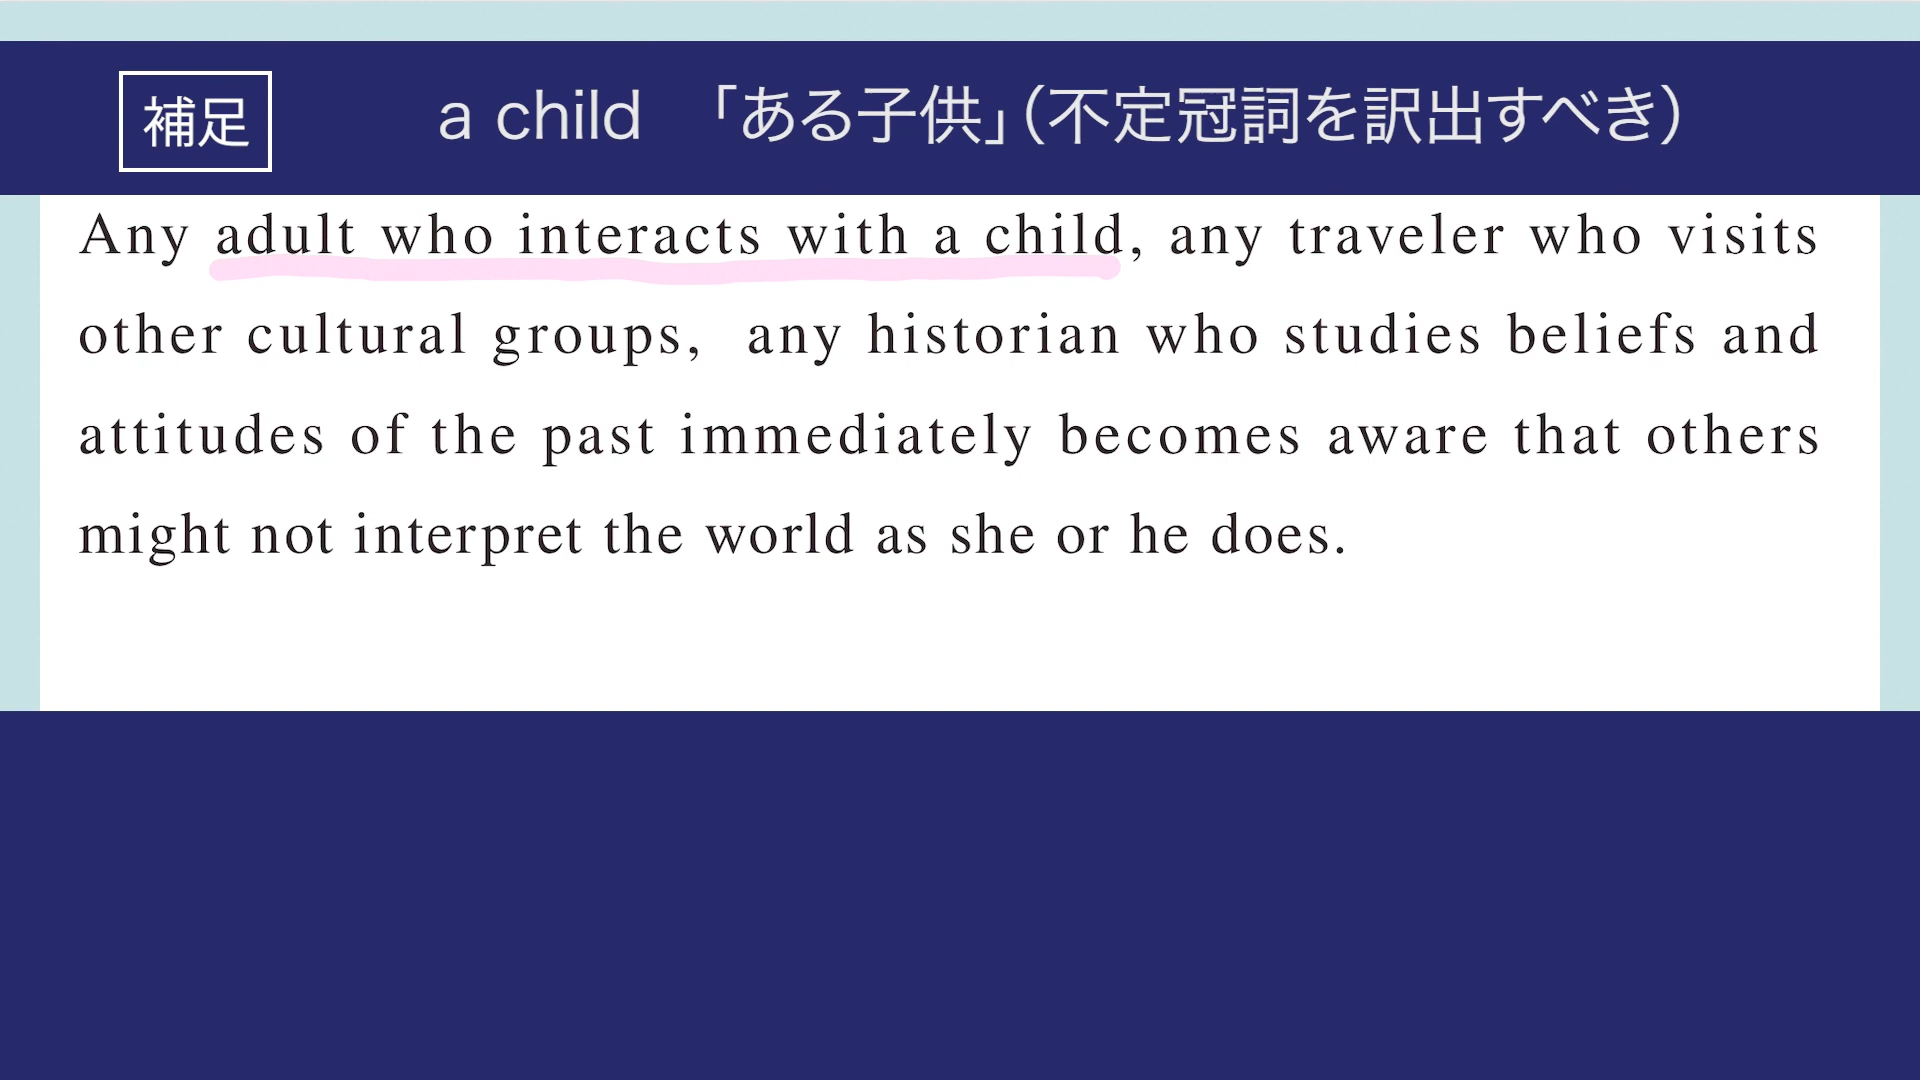 補足
a child 「ある子供」（不定冠詞を訳出すべき）
Any adult who interacts with a child, any traveler who visits
other cultural groups, any historian who studies beliefs and
attitudes of the past immediately becomes aware that others
might not interpret the world as she or he does.